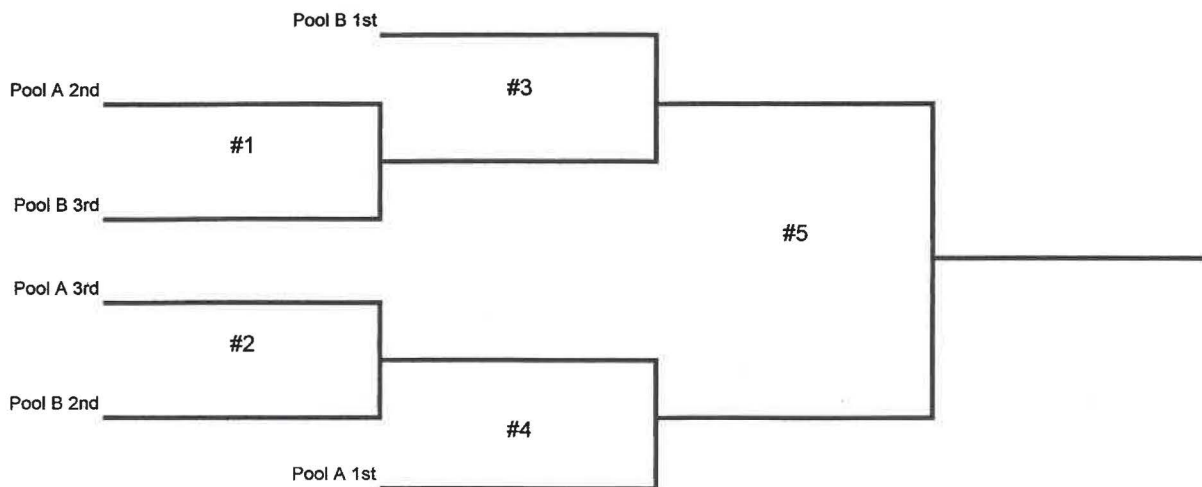 Pool B 1st
Pool A 2nd
#3
#1
Pool B 3rd
#5
Pool A 3rd
#2
Pool B 2nd
#4
Pool A 1st